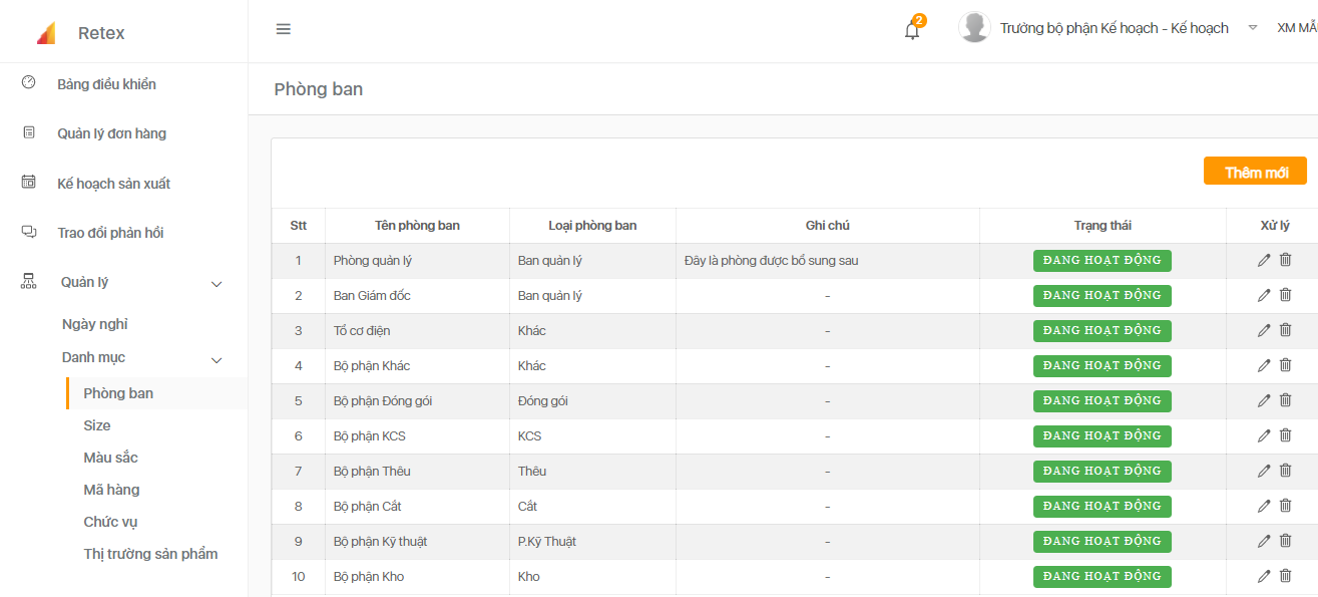 Retex
2
Trưởng bộ phận Kế hoạch - Kế hoạch
Bảng điều khiển
Quản lý đơn hàng
Kế hoạch sản xuất
Trao đổi phản hồi
Quản lý
Ngày nghỉ
Danh mục
Phòng ban
Size
Màu sắc
Mã hàng
Chức vụ
Thị trường sản phẩm
Phòng ban
Thêm mới
Stt Tên phòng ban Loại phòng ban Ghi chú Trạng thái Xử lý
1 Phòng quản lý Ban quản lý Đây là phòng được bổ sung sau ĐANG HOẠT ĐỘNG
2 Ban Giám đốc Ban quản lý - ĐANG HOẠT ĐỘNG
3 Tổ cơ điện Khác - ĐANG HOẠT ĐỘNG
4 Bộ phận Khác Khác - ĐANG HOẠT ĐỘNG
5 Bộ phận Đóng gói Đóng gói - ĐANG HOẠT ĐỘNG
6 Bộ phận KCS KCS - ĐANG HOẠT ĐỘNG
7 Bộ phận Thêu Thêu - ĐANG HOẠT ĐỘNG
8 Bộ phận Cắt Cắt - ĐANG HOẠT ĐỘNG
9 Bộ phận Kỹ thuật P.Kỹ Thuật - ĐANG HOẠT ĐỘNG
10 Bộ phận Kho Kho - ĐANG HOẠT ĐỘNG